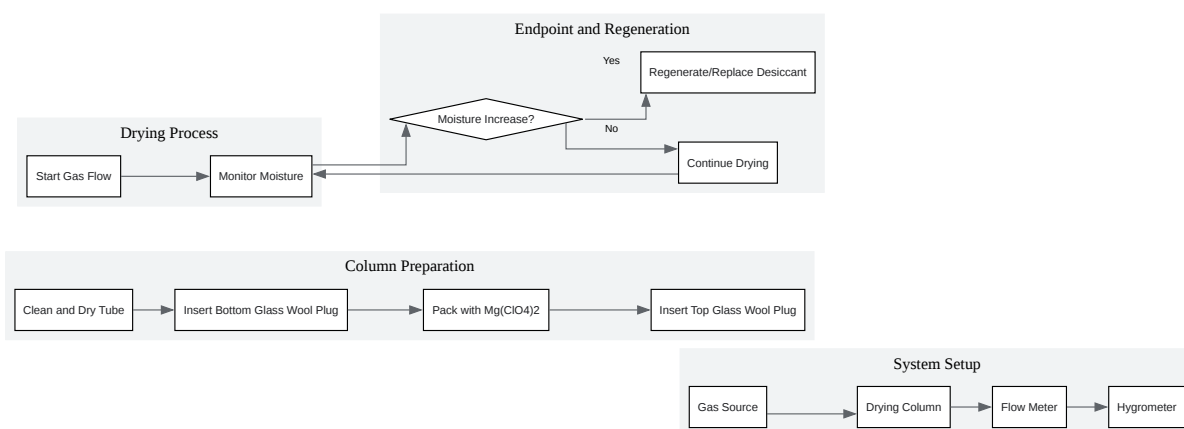 Endpoint and Regeneration
Yes
Regenerate/Replace Desiccant
Moisture Increase?
No
Continue Drying
Drying Process
Start Gas Flow
Monitor Moisture
Column Preparation
Clean and Dry Tube
Insert Bottom Glass Wool Plug
Pack with Mg(ClO4)2
Insert Top Glass Wool Plug
System Setup
Gas Source
Drying Column
Flow Meter
Hygrometer